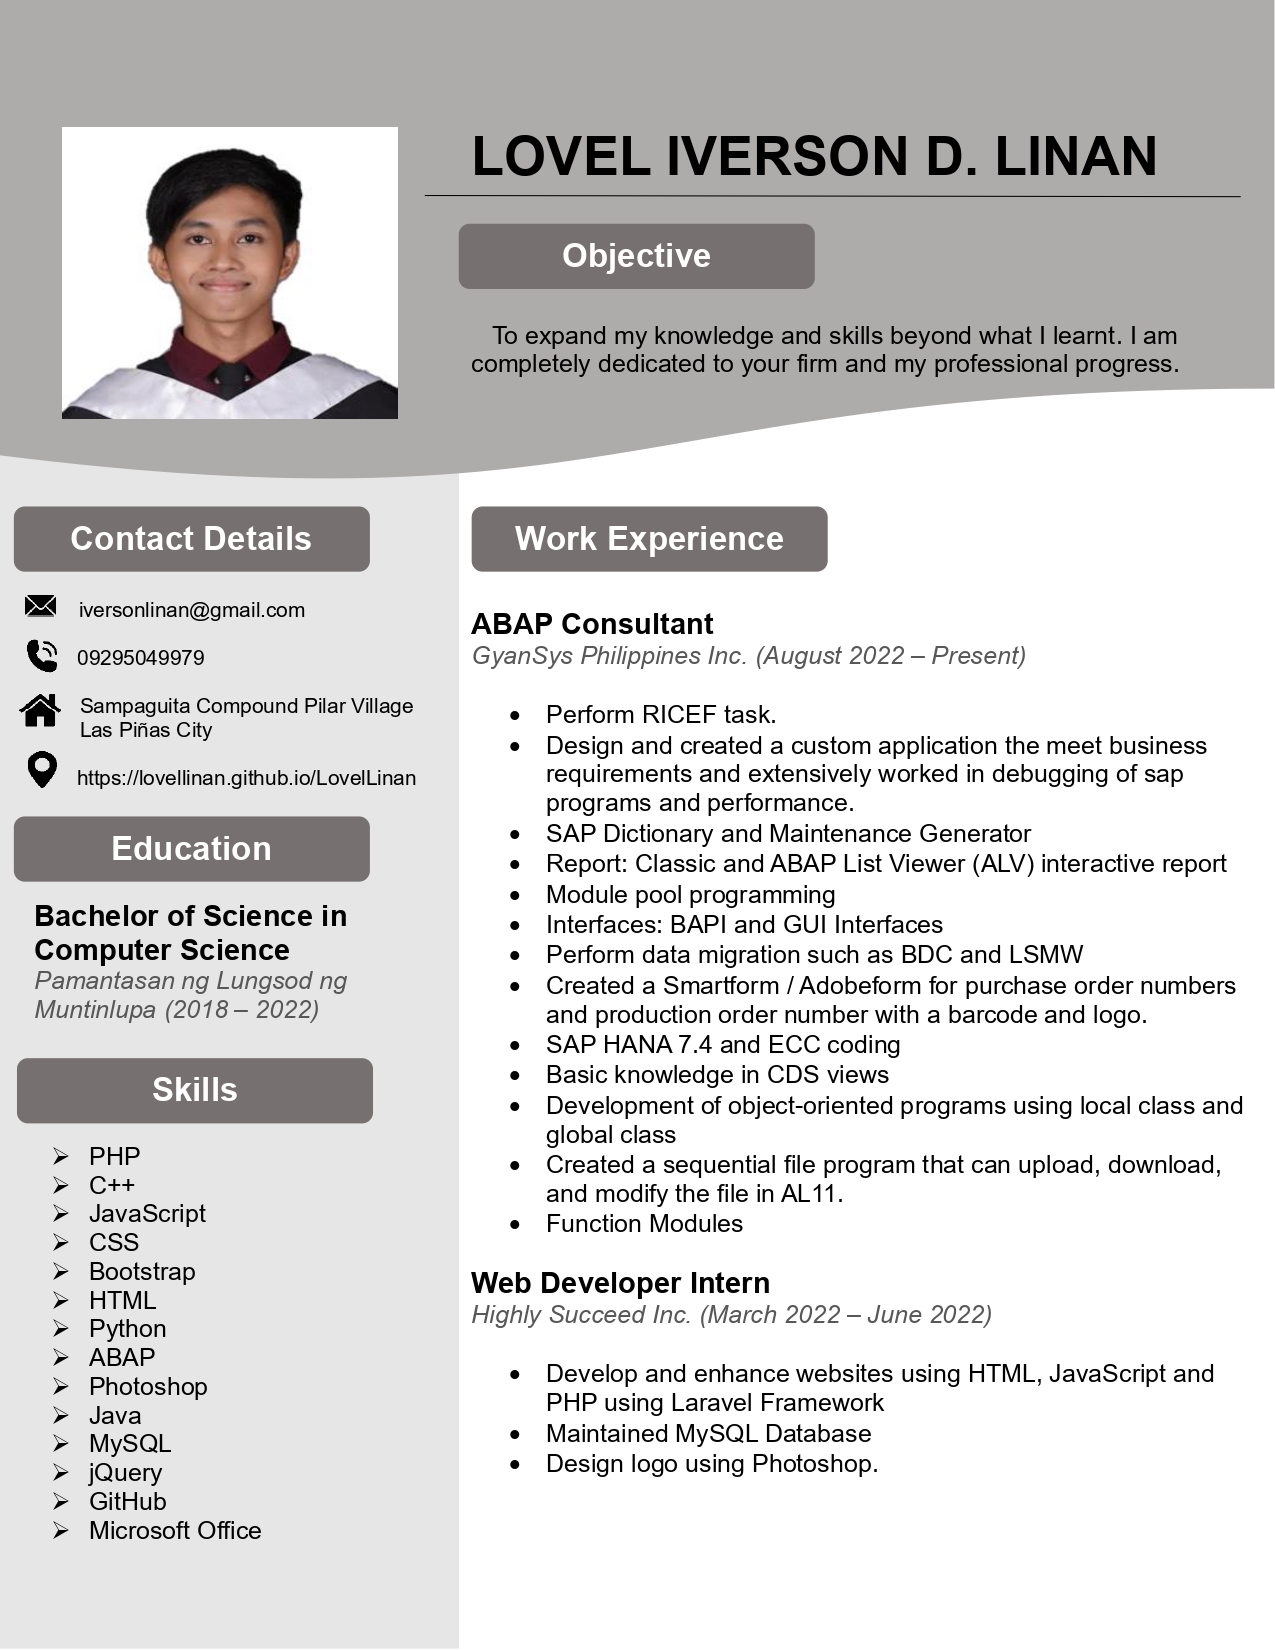 LOVEL IVERSON D. LINAN
Objective
To expand my knowledge and skills beyond what I learnt. I am
completely dedicated to your firm and my professional progress.
Contact Details
iversonlinan@gmail.com
09295049979
Sampaguita Compound Pilar Village
Las Piñas City
https://lovellinan.github.io/LovelLinan
Education
Bachelor of Science in
Computer Science
Pamantasan ng Lungsod ng
Muntinlupa (2018 – 2022)
Skills
PHP
C++
JavaScript
CSS
Bootstrap
HTML
Python
ABAP
Photoshop
Java
MySQL
jQuery
GitHub
Microsoft Office
Work Experience
ABAP Consultant
GyanSys Philippines Inc. (August 2022 – Present)
Perform RICEF task.
Design and created a custom application the meet business
requirements and extensively worked in debugging of sap
programs and performance.
SAP Dictionary and Maintenance Generator
Report: Classic and ABAP List Viewer (ALV) interactive report
Module pool programming
Interfaces: BAPI and GUI Interfaces
Perform data migration such as BDC and LSMW
Created a Smartform / Adobeform for purchase order numbers
and production order number with a barcode and logo.
SAP HANA 7.4 and ECC coding
Basic knowledge in CDS views
Development of object-oriented programs using local class and
global class
Created a sequential file program that can upload, download,
and modify the file in AL11.
Function Modules
Web Developer Intern
Highly Succeed Inc. (March 2022 – June 2022)
Develop and enhance websites using HTML, JavaScript and
PHP using Laravel Framework
Maintained MySQL Database
Design logo using Photoshop.